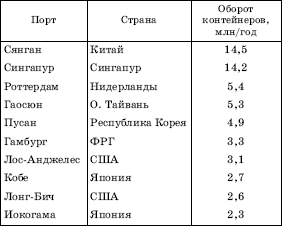 Порт Страна Оборот контейнеров, млн/год
Сянган Китай 14,5
Сингапур Сингапур 14,2
Роттердам Нидерланды 5,4
Гаосюн О. Тайвань 5,3
Пусан Республика Корея 4,9
Гамбург ФРГ 3,3
Лос-Анджелес США 3,1
Кобе Япония 2,7
Лонг-Бич США 2,6
Иокогама Япония 2,3